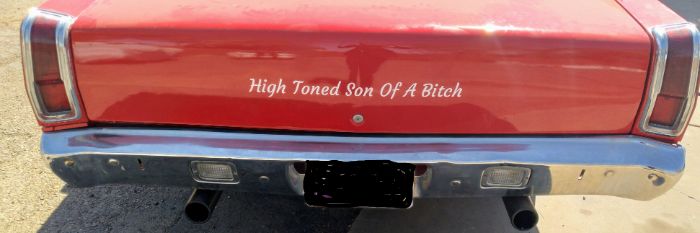 High Toned Son Of A Bitch